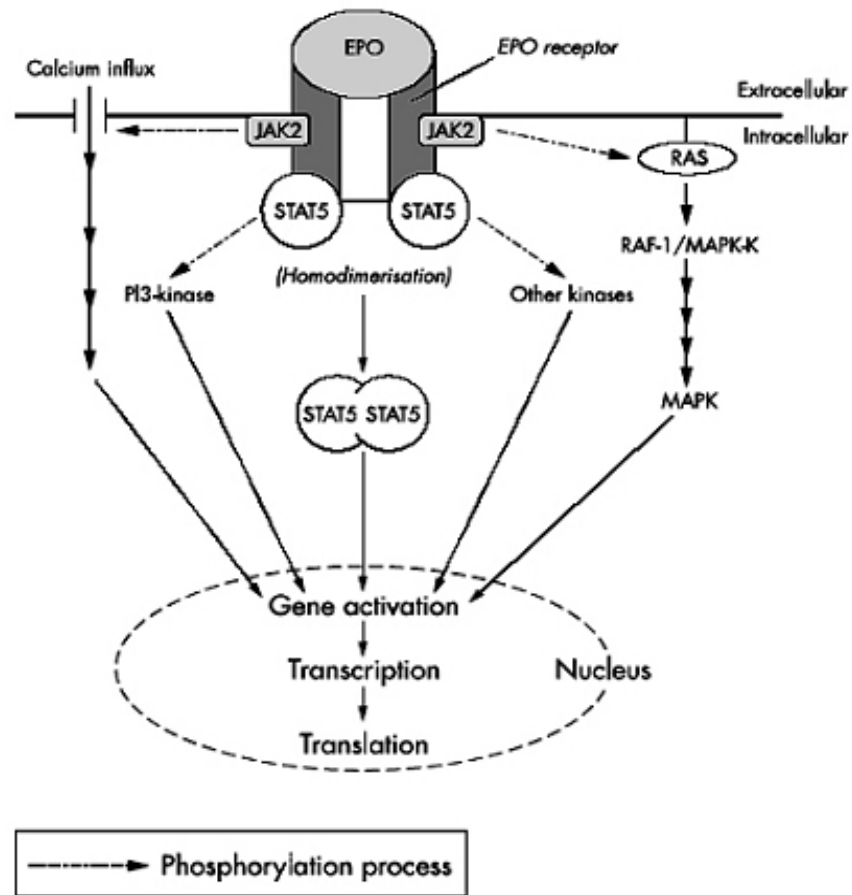 EPO
EPO receptor
Calcium influx
Extracellular
JAK2
JAK2
Intracellular
RAS
STAT5
STAT5
RAF-1/MAPK-K
(Homodimerisation)
PI3-kinase
Other kinases
STAT5 STAT5
MAPK
Gene activation
Transcription
Nucleus
Translation
Phosphorylation process